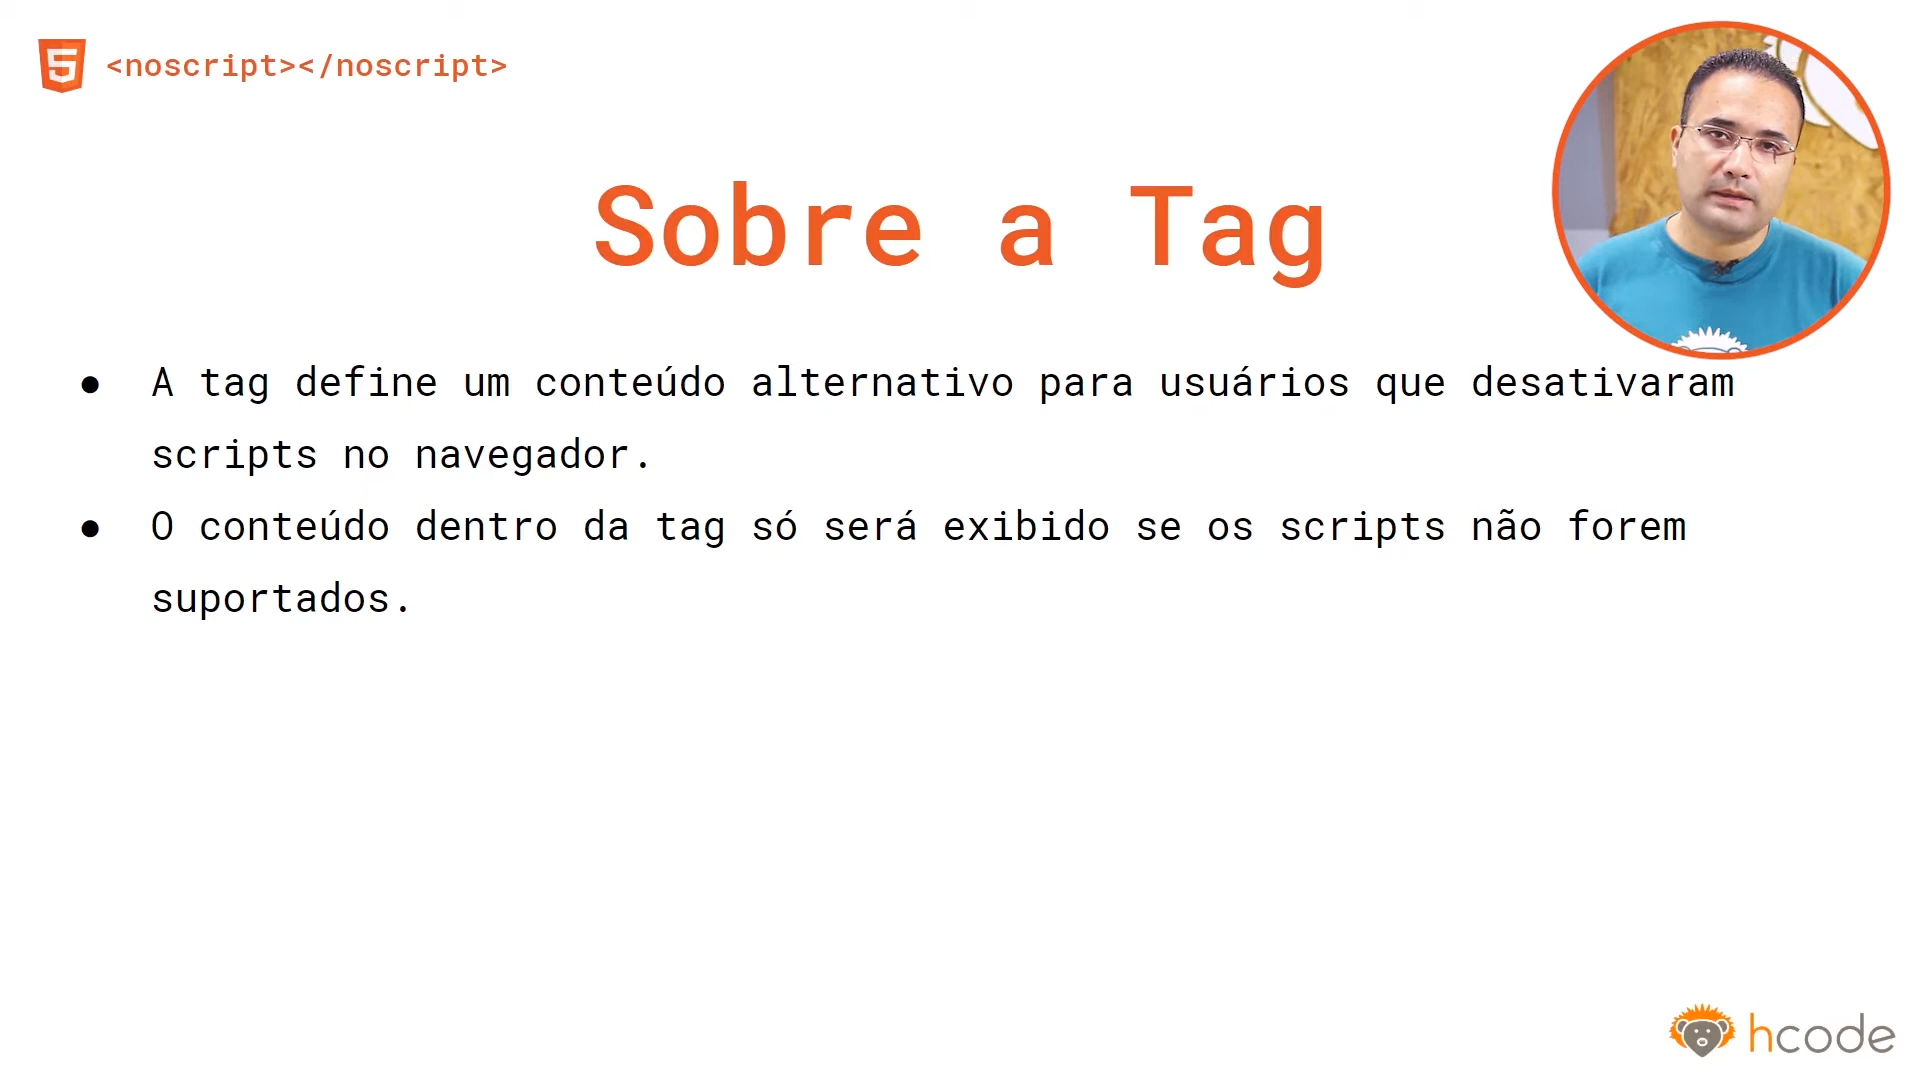 <noscript></noscript>
Sobre a Tag
● A tag define um conteúdo alternativo para usuários que desativaram
scripts no navegador.
● O conteúdo dentro da tag só será exibido se os scripts não forem
suportados.
hcode